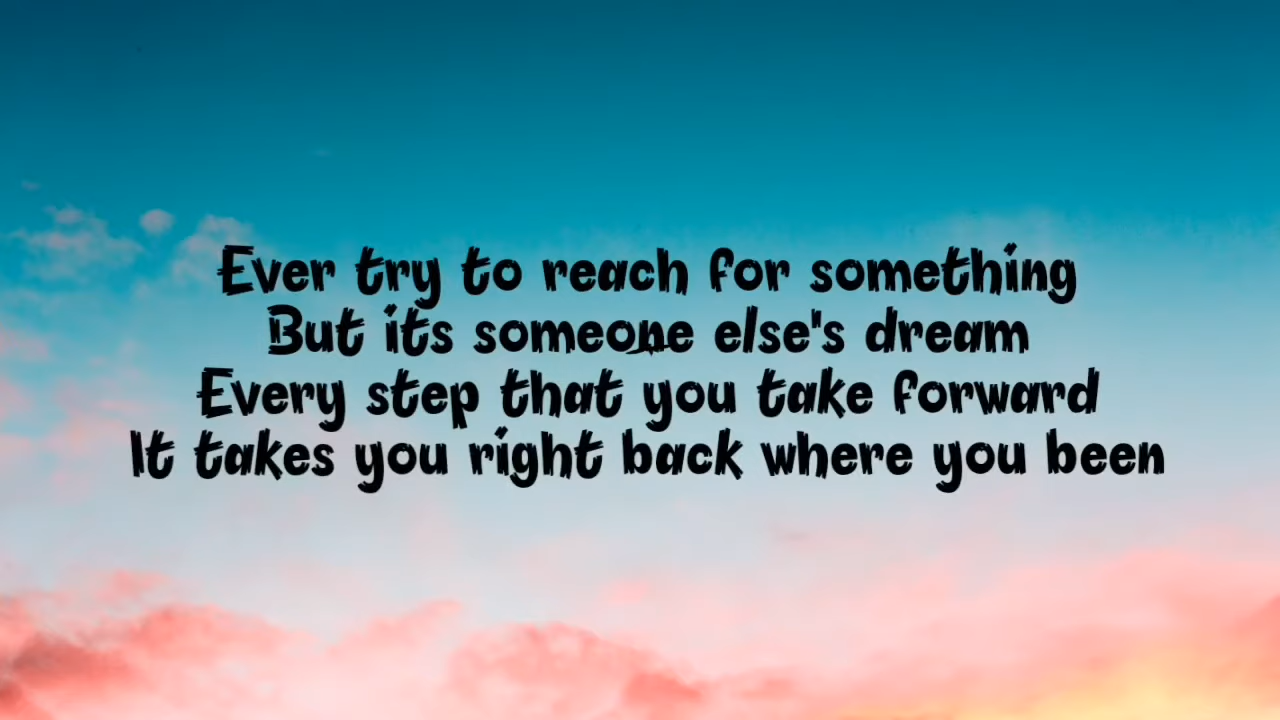 Ever try to reach for something
But its someone else's dream
Every step that you take forward
It takes you right back where you been